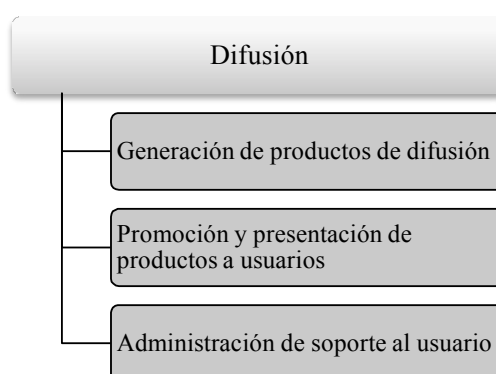 Difusión
Generación de productos de difusión
Promoción y presentación de
productos a usuarios
Administración de soporte al usuario